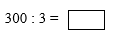 300 : 3 =